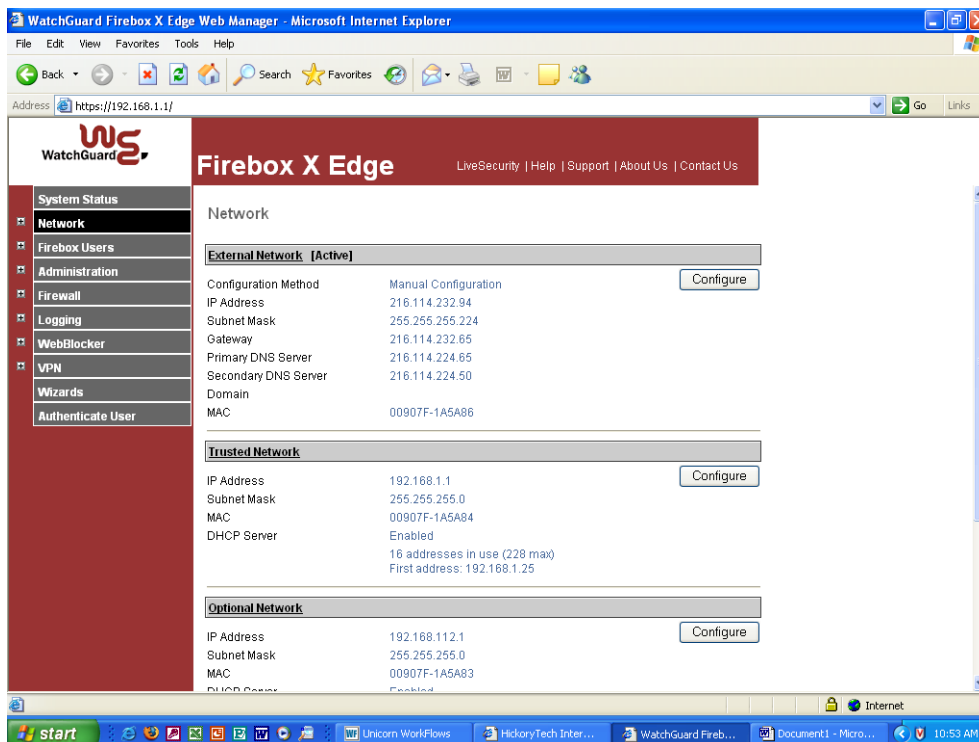 WatchGuard Firebox X Edge Web Manager - Microsoft Internet Explorer
File Edit View Favorites Tools Help
Back Search Favorites
Address https://192.168.1.1/ Go Links
WatchGuard
Firebox X Edge
LiveSecurity | Help | Support | About Us | Contact Us
System Status
Network
Firebox Users
Administration
Firewall
Logging
WebBlocker
VPN
Wizards
Authenticate User
Network
External Network [Active]
Configure
Configuration Method Manual Configuration
IP Address 216.114.232.94
Subnet Mask 255.255.255.224
Gateway 216.114.232.65
Primary DNS Server 216.114.224.65
Secondary DNS Server 216.114.224.50
Domain
MAC 00907F-1A5A86
Trusted Network
Configure
IP Address 192.168.1.1
Subnet Mask 255.255.255.0
MAC 00907F-1A5A84
DHCP Server Enabled
16 addresses in use (228 max)
First address: 192.168.1.25
Optional Network
Configure
IP Address 192.168.112.1
Subnet Mask 255.255.255.0
MAC 00907F-1A5A83
DHCP Server Enabled
Internet
start Unicorn WorkFlows HickoryTech Inter... WatchGuard Fireb... Document1 - Micro... 10:53 AM